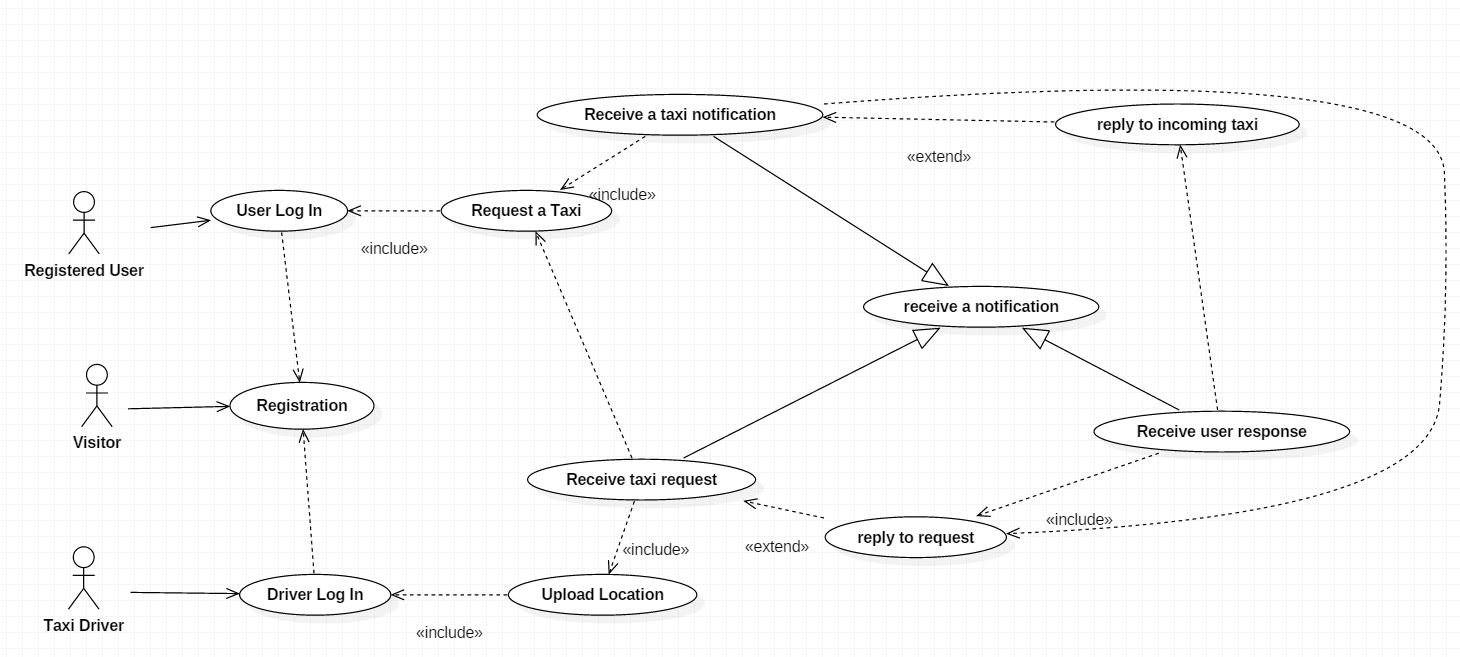 Receive a taxi notification
reply to incoming taxi
«extend»
«include»
User Log In
Request a Taxi
«include»
Registered User
receive a notification
Registration
Visitor
Receive user response
Receive taxi request
«include»
reply to request
«include»
«extend»
Driver Log In
Upload Location
Taxi Driver
«include»